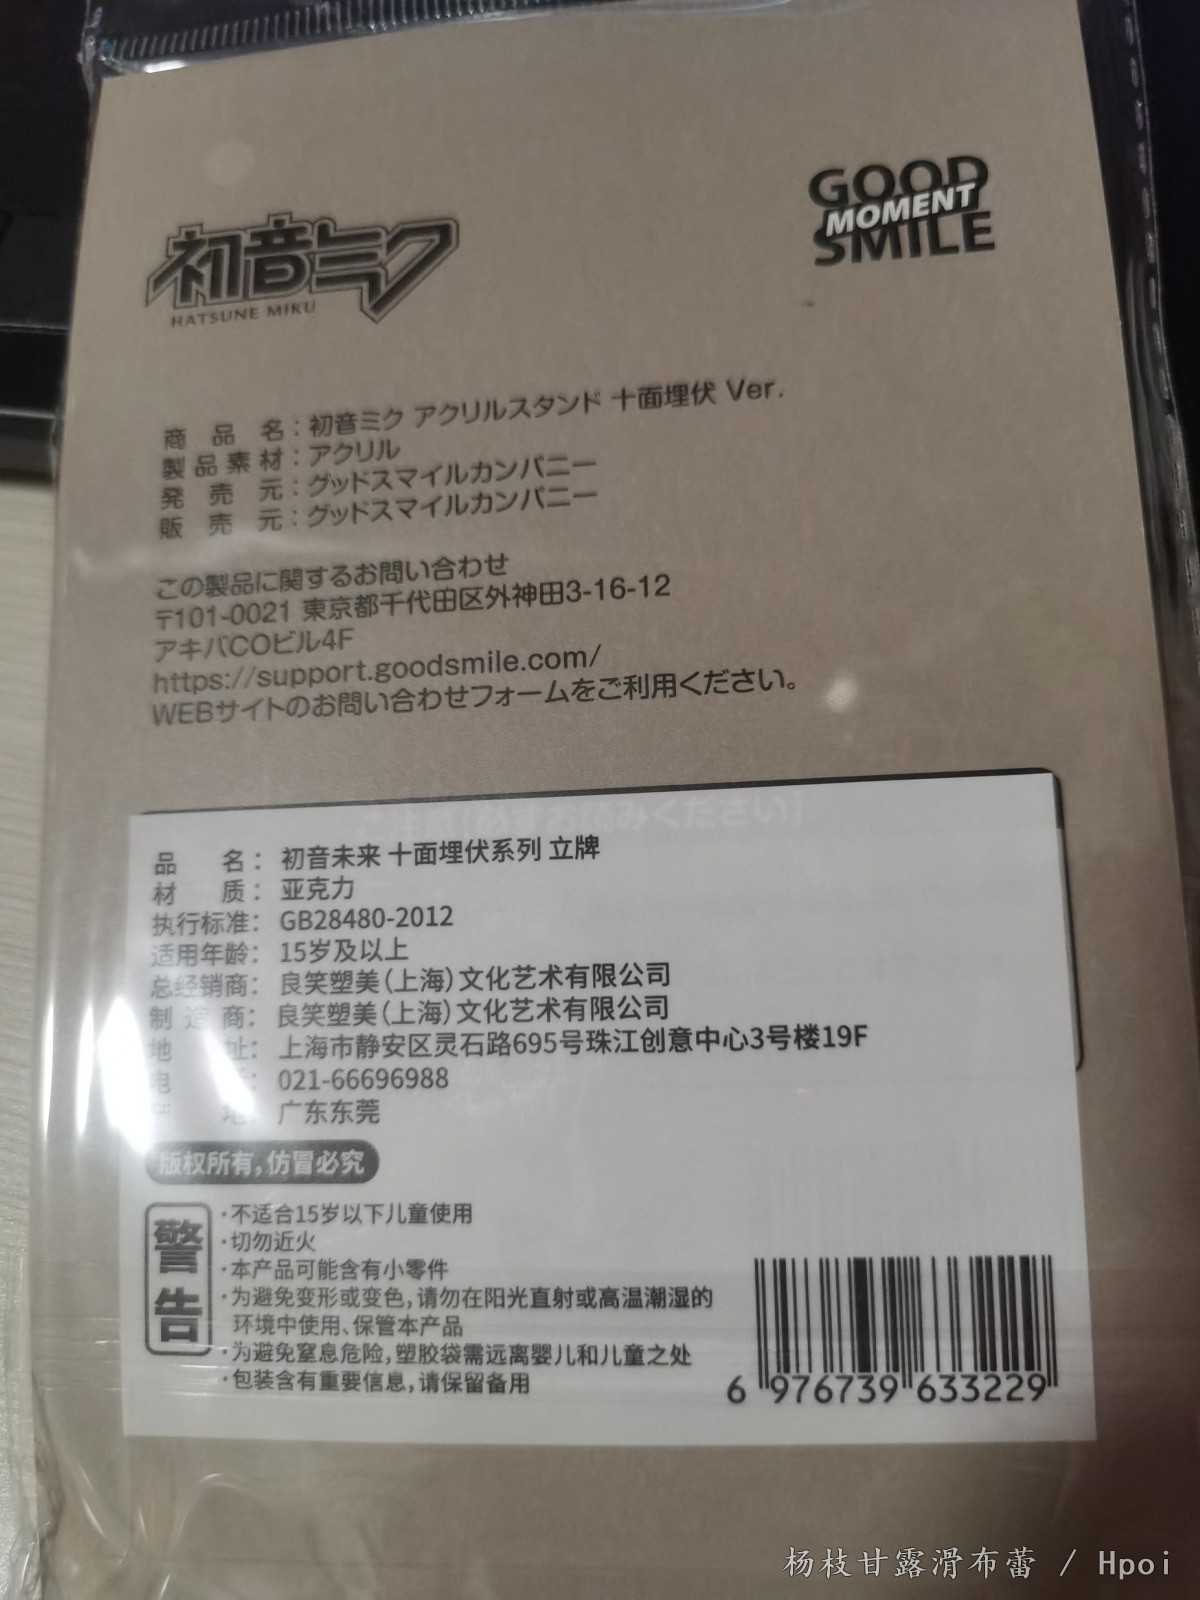 初音ミク
HATSUNE MIKU
GOOD
MOMENT
SMILE
商品名：初音ミク アクリルスタンド 十面埋伏 Ver.
製品素材：アクリル
発売元：グッドスマイルカンパニー
販売元：グッドスマイルカンパニー
この製品に関するお問い合わせ
〒101-0021 東京都千代田区外神田3-16-12
アキバCOビル4F
https://support.goodsmile.com/
WEBサイトのお問い合わせフォームをご利用ください。
ご注意(必ずお読みください)
品名：初音未来 十面埋伏系列 立牌
材质：亚克力
执行标准：GB28480-2012
适用年龄：15岁及以上
总经销商：良笑塑美(上海)文化艺术有限公司
制造商：良笑塑美(上海)文化艺术有限公司
地址：上海市静安区灵石路695号珠江创意中心3号楼19F
电话：021-66696988
产地：广东东莞
版权所有,仿冒必究
警告
·不适合15岁以下儿童使用
·切勿近火
·本产品可能含有小零件
·为避免变形或变色,请勿在阳光直射或高温潮湿的
环境中使用、保管本产品
·为避免窒息危险,塑胶袋需远离婴儿和儿童之处
·包装含有重要信息,请保留备用
6 976739 633229
杨枝甘露滑布蕾 / Hpoi